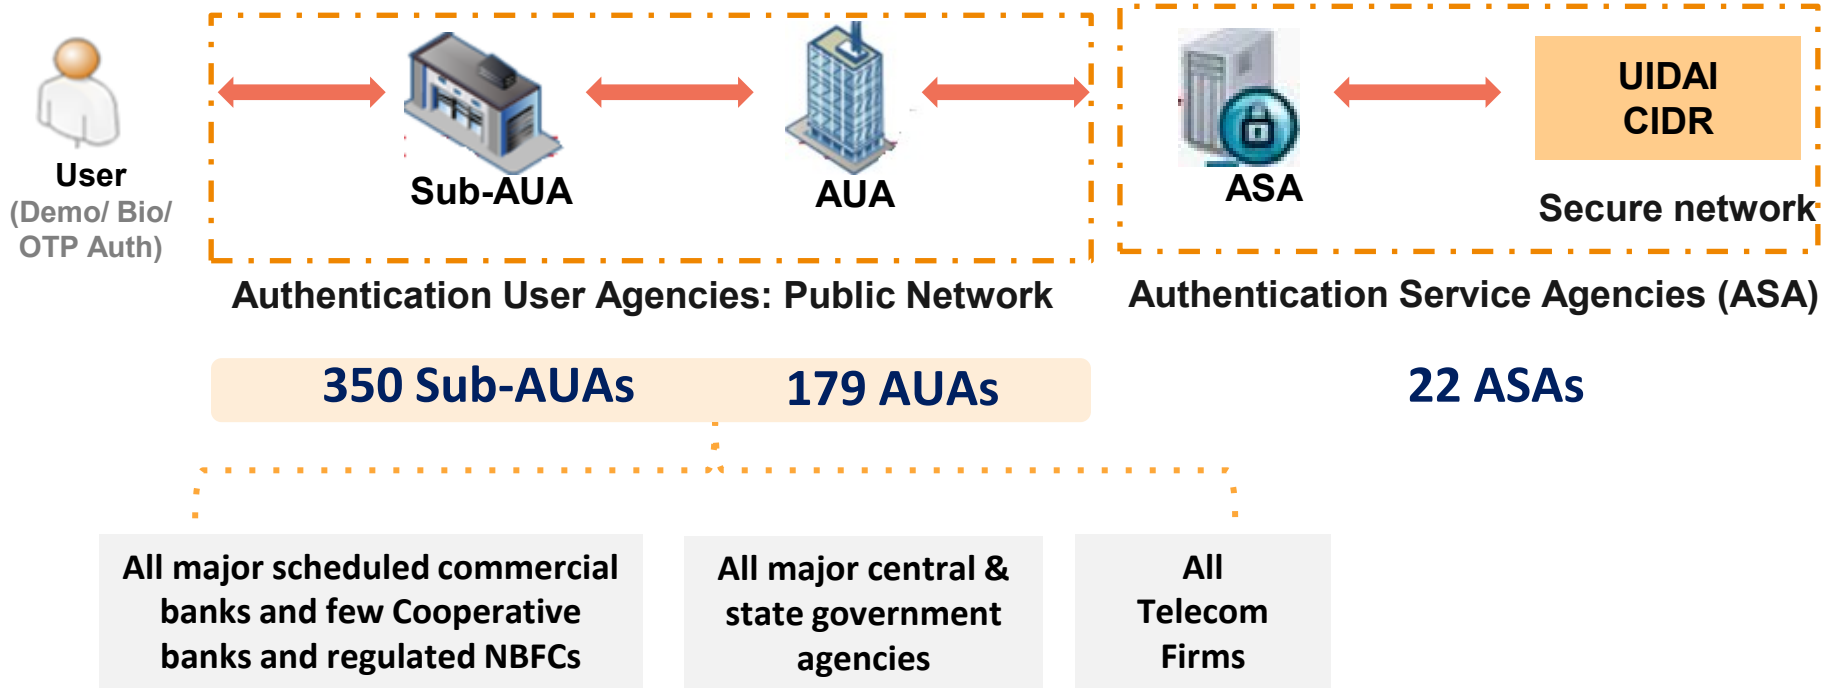 User
(Demo/ Bio/
OTP Auth)
Sub-AUA
AUA
ASA
UIDAI
CIDR
Secure network
Authentication User Agencies: Public Network
Authentication Service Agencies (ASA)
350 Sub-AUAs
179 AUAs
22 ASAs
All major scheduled commercial
banks and few Cooperative
banks and regulated NBFCs
All major central &
state government
agencies
All
Telecom
Firms